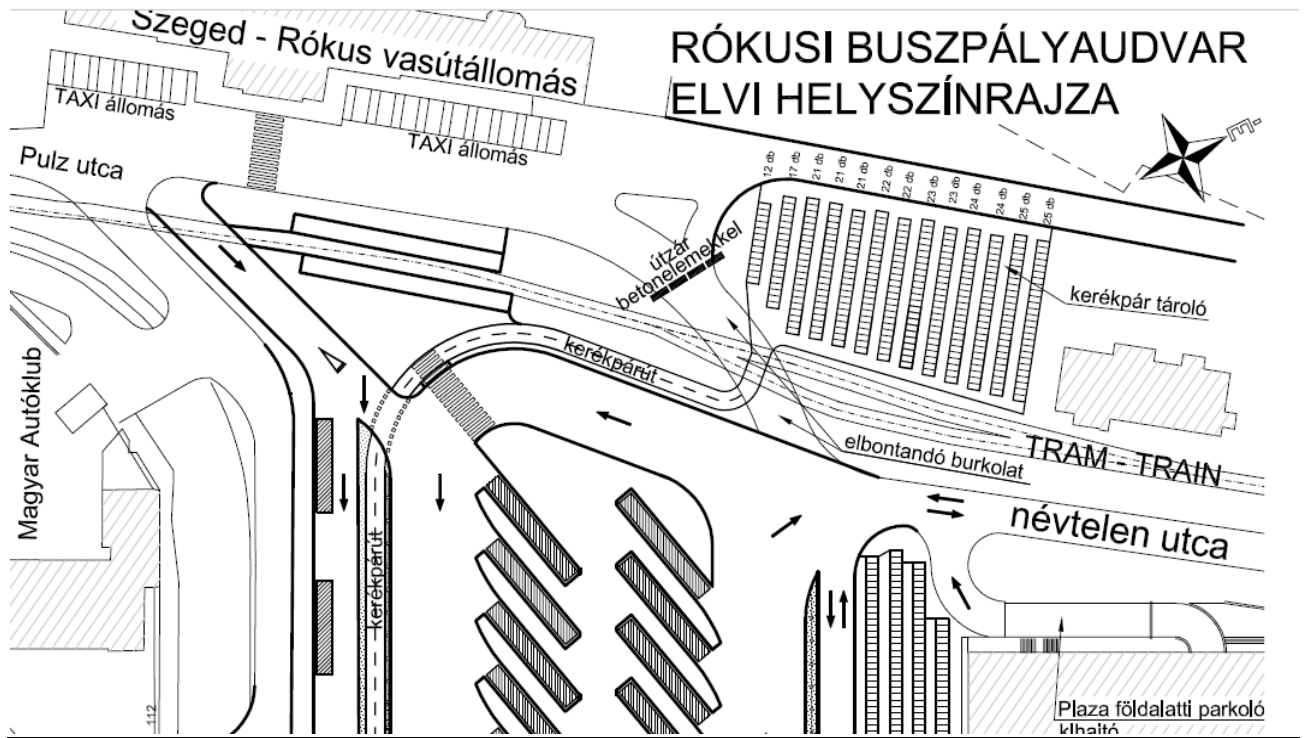 Szeged - Rókus vasútállomás
RÓKUSI BUSZPÁLYAUDVAR
ELVI HELYSZÍNRAJZA
TAXI állomás
TAXI állomás
Pulz utca
É
12 db
17 db
21 db
21 db
21 db
22 db
22 db
23 db
23 db
24 db
24 db
25 db
25 db
útzár
betonelemekkel
kerékpár tároló
kerékpárút
Magyar Autóklub
elbontandó burkolat
TRAM - TRAIN
névtelen utca
kerékpárút
112
Plaza földalatti parkoló
kihajtó